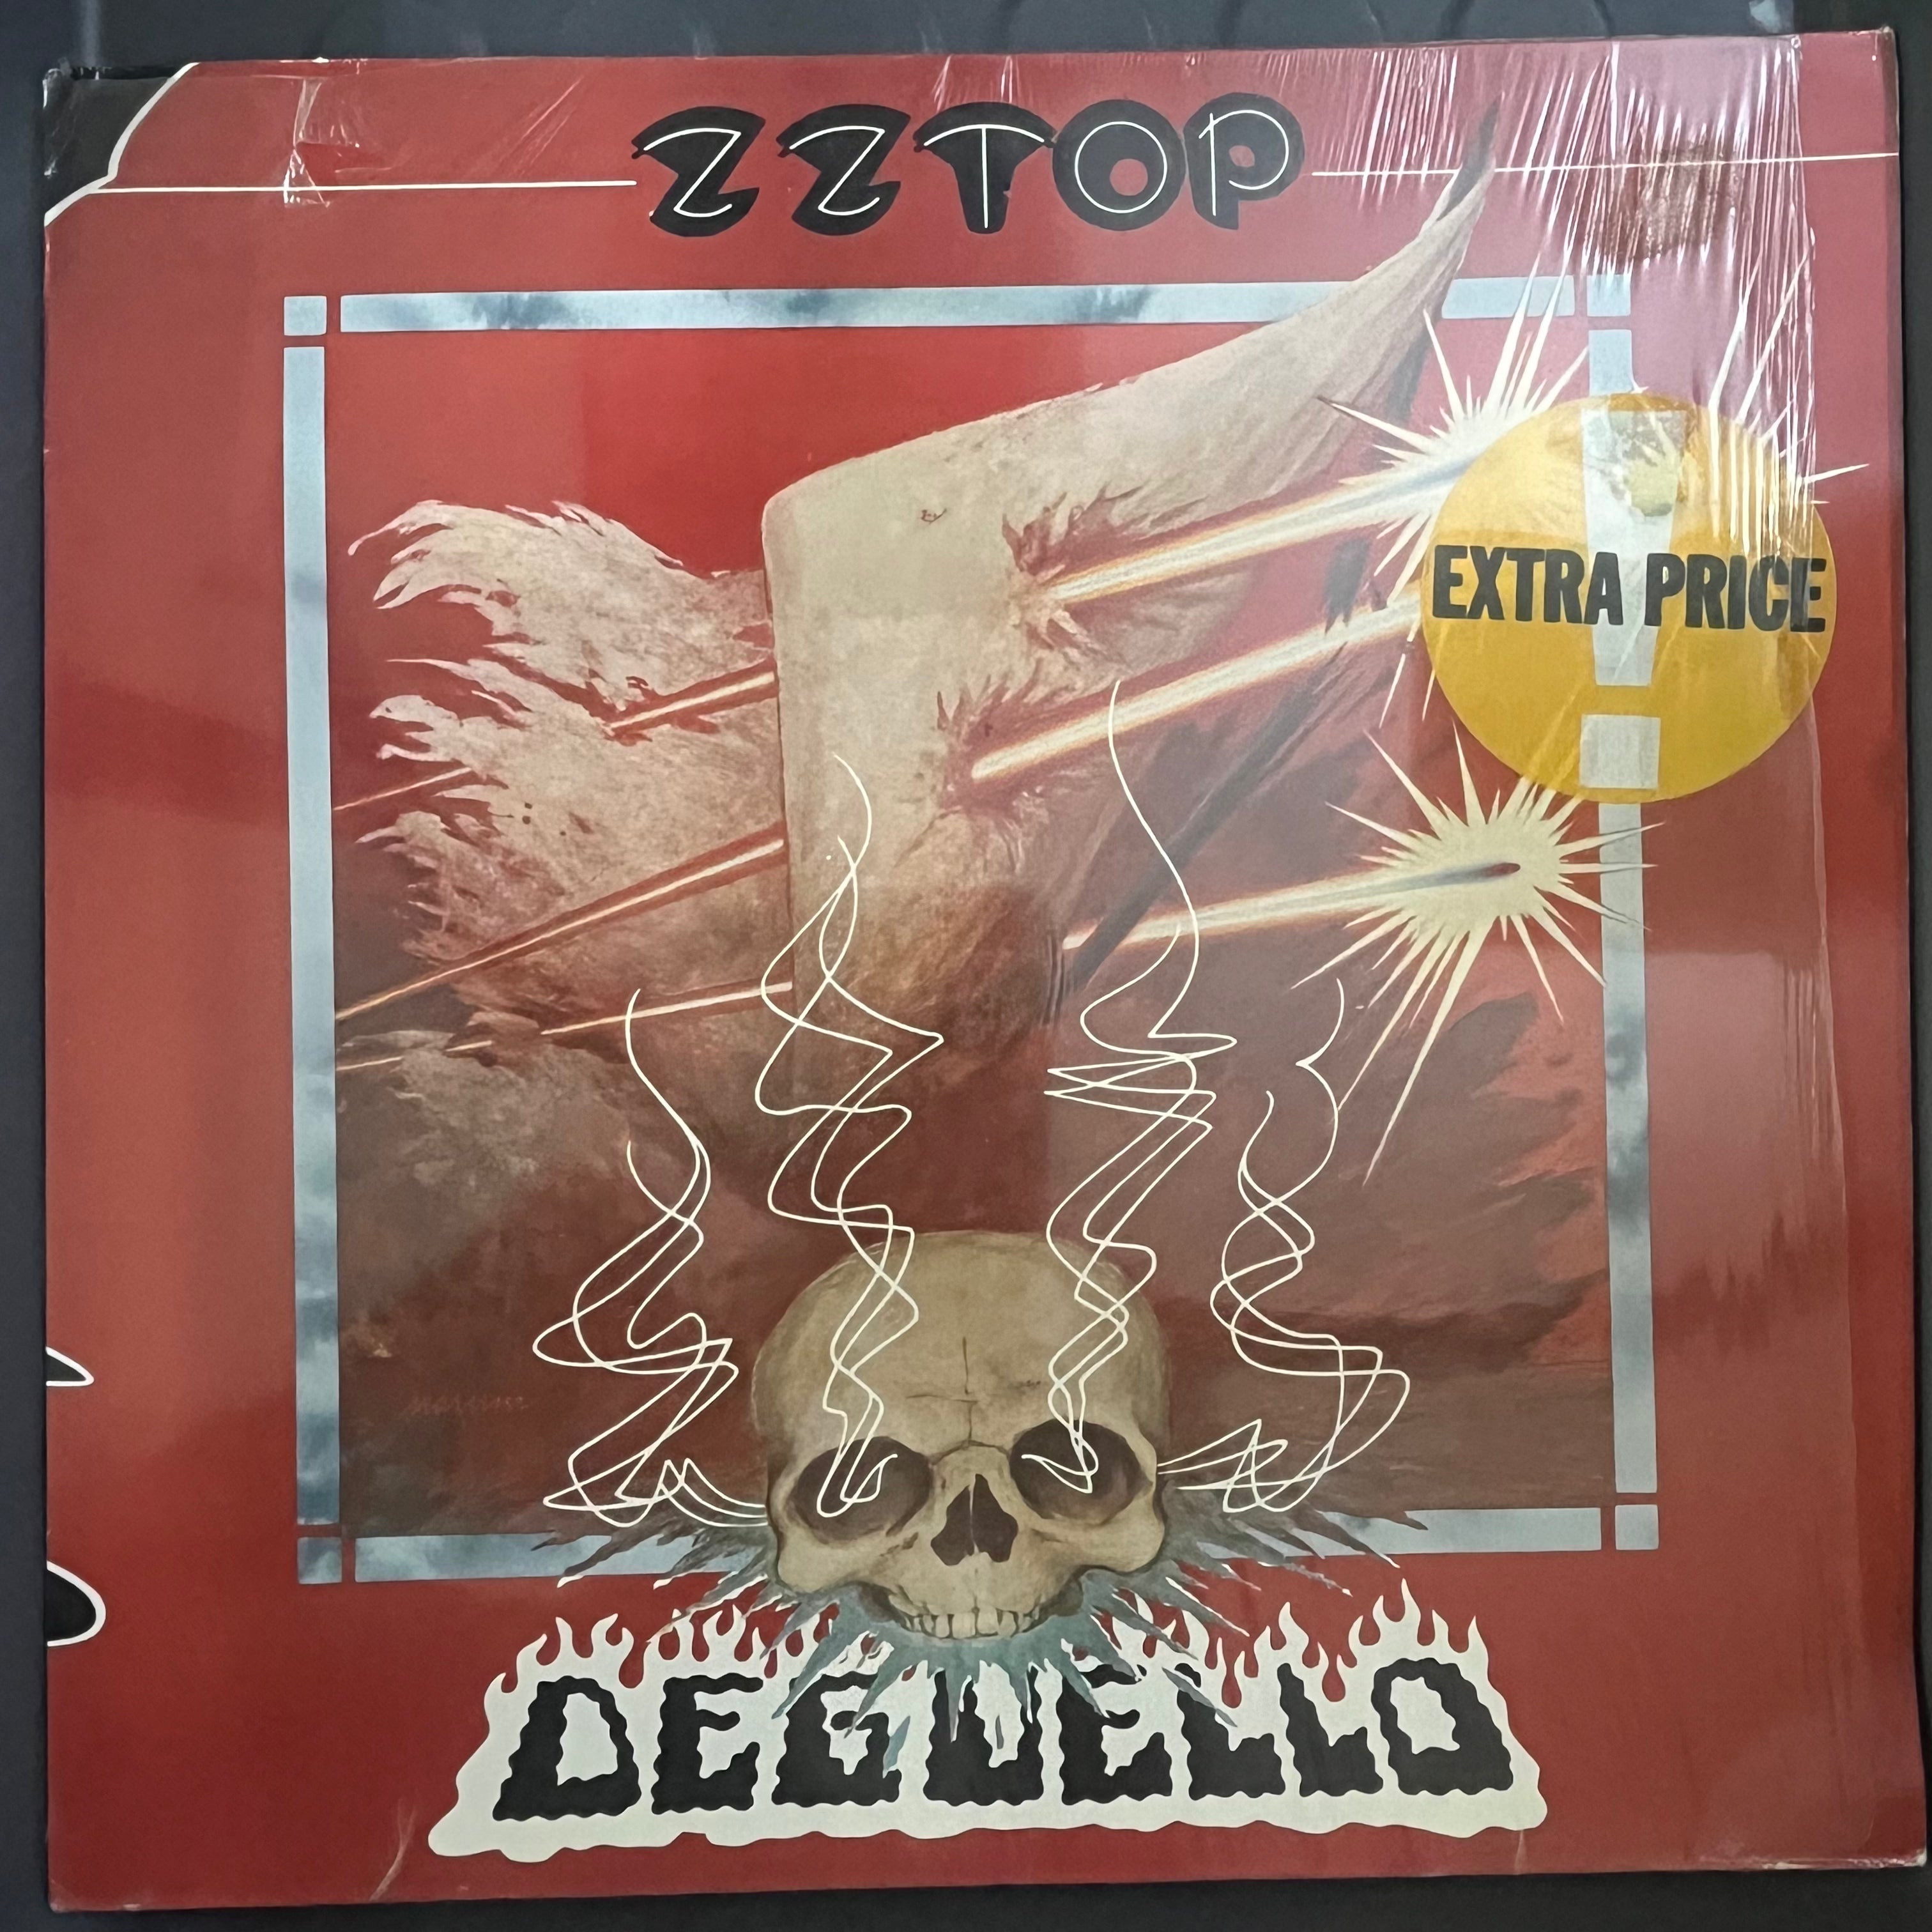 ZZ TOP
EXTRA PRICE
DEGUELLO